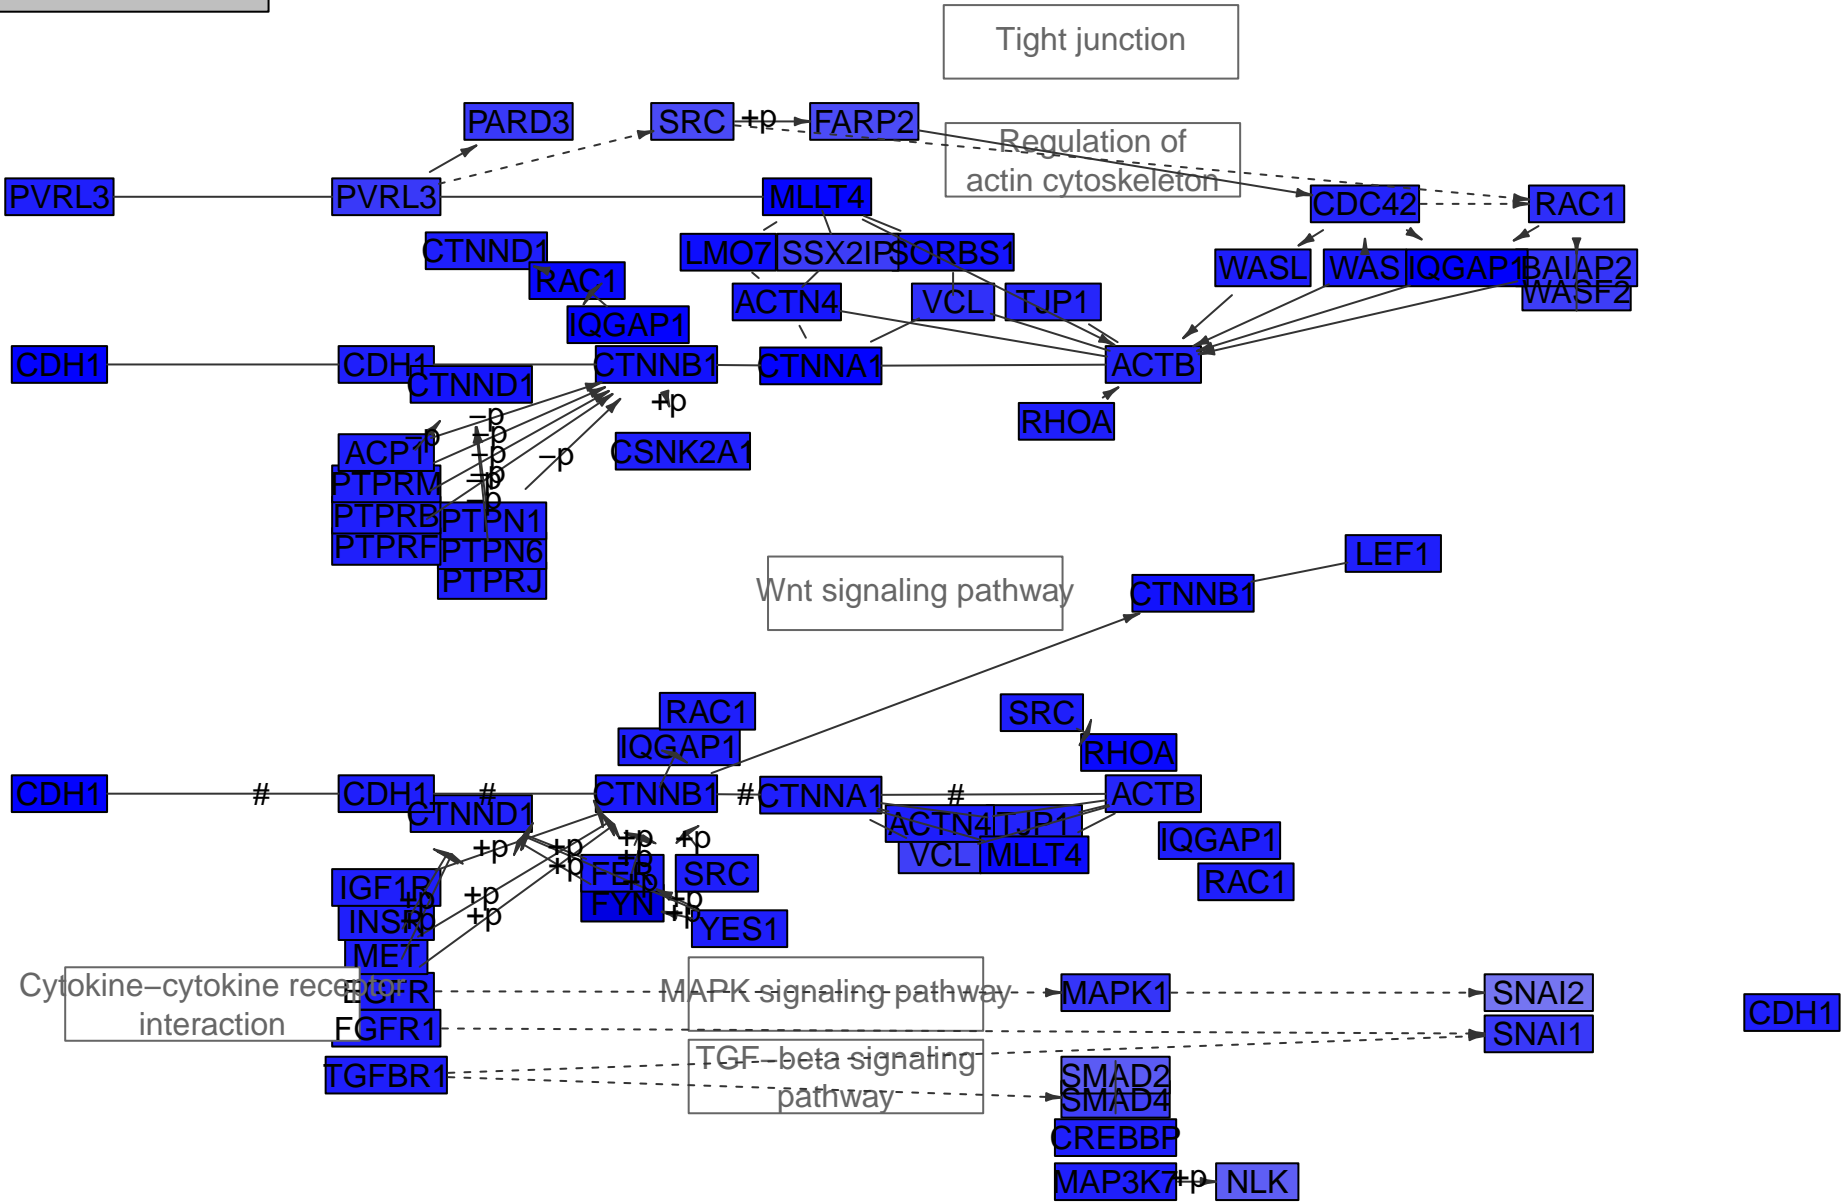 Tight junction
PARD3
SRC
+p
FARP2
Regulation of
actin cytoskeleton
PVRL3
PVRL3
MLLT4
CDC42
RAC1
CTNND1
LMO7
SSX2IP
SORBS1
WASL
WAS
IQGAP1
BAIAP2
RAC1
ACTN4
VCL
TJP1
WASF2
IQGAP1
CDH1
CDH1
CTNNB1
CTNNA1
ACTB
CTNND1
+p
–p
RHOA
–p
–p
ACP1
–p
–p
CSNK2A1
–p
PTPRM
–p
–p
PTPRB
PTPN1
PTPRF
PTPN6
LEF1
PTPRJ
Wnt signaling pathway
CTNNB1
RAC1
SRC
IQGAP1
RHOA
CDH1
#
CDH1
#
CTNNB1
#
CTNNA1
#
ACTB
CTNND1
ACTN4
TJP1
+p
+p
+p
+p
IQGAP1
+p
+p
VCL
MLLT4
IGF1R
FER
SRC
RAC1
+p
+p
+p
+p
FYN
INSR
+p
+p
+p
YES1
MET
Cytokine–cytokine receptor
interaction
EGFR
MAPK signaling pathway
MAPK1
SNAI2
CDH1
FGFR1
SNAI1
TGFBR1
TGF–beta signaling
pathway
SMAD2
SMAD4
CREBBP
MAP3K7
+p
NLK